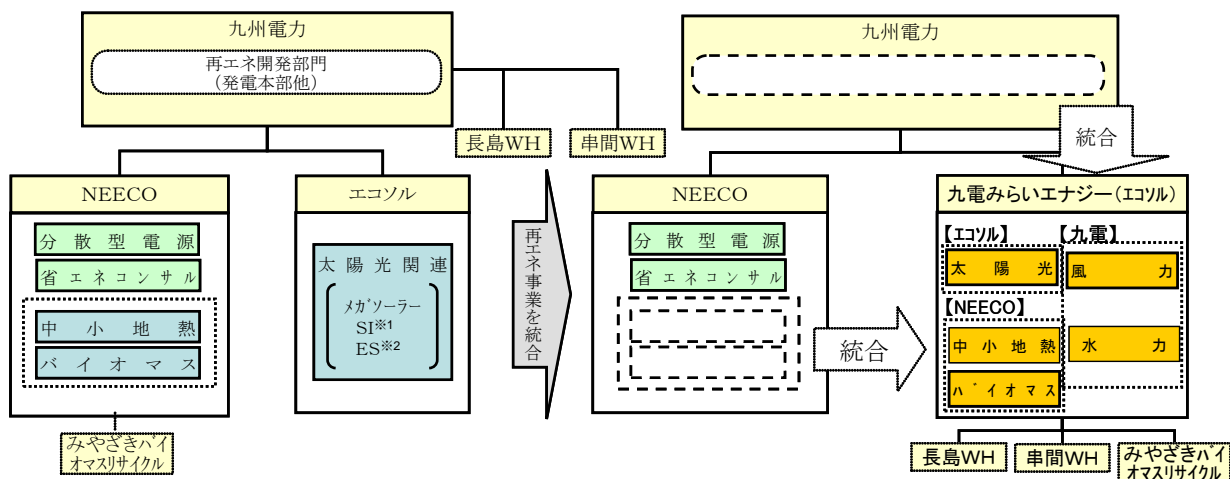 九州電力
再エネ開発部門
(発電本部他)
長島WH
串間WH
NEECO
分散型電源
省エネコンサル
中小地熱
バイオマス
みやざきバイ
オマスリサイクル
エコソル
太陽光関連
メガソーラー
SI※1
ES※2
再エネ事業を統合
九州電力
統合
NEECO
分散型電源
省エネコンサル
統合
九電みらいエナジー(エコソル)
【エコソル】
【九電】
太陽光
風力
【NEECO】
中小地熱
水力
バイオマス
長島WH
串間WH
みやざきバイ
オマスリサイクル